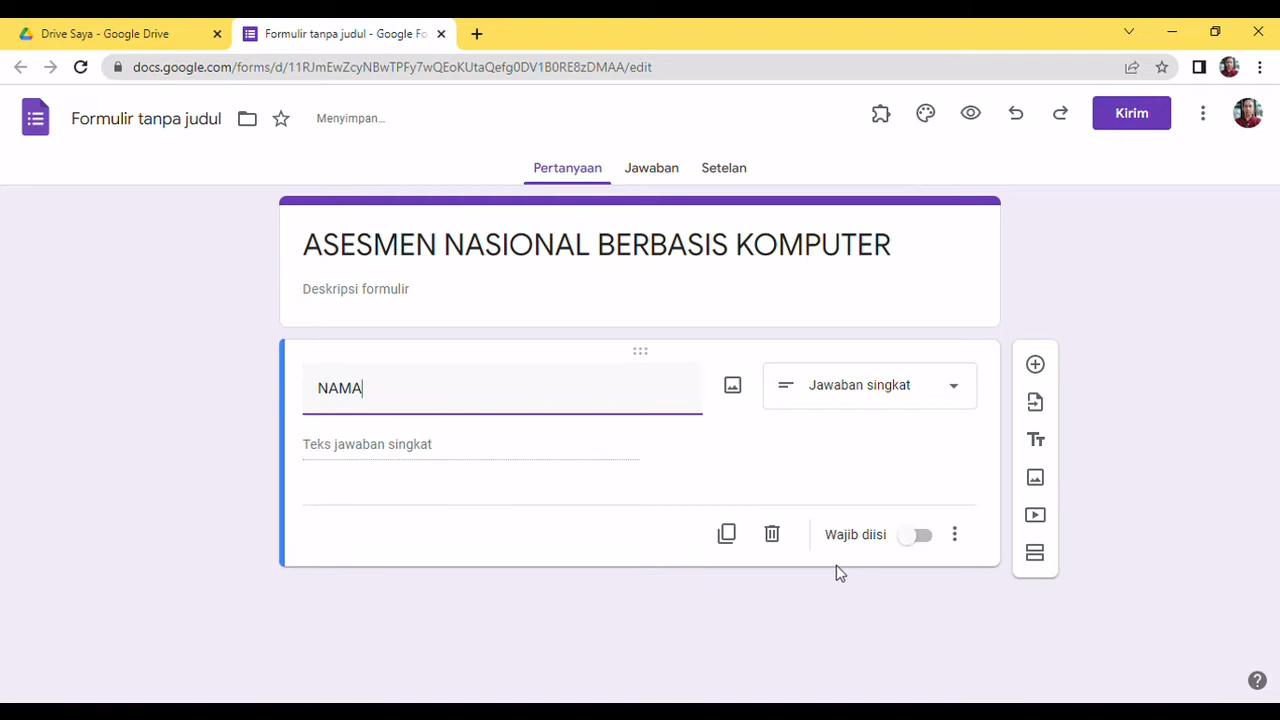 Drive Saya - Google Drive
Formulir tanpa judul - Google Fo
docs.google.com/forms/d/11RJmEwZcyNBwTPFy7wQEoKUtaQefg0DV1B0RE8zDMAA/edit
Formulir tanpa judul
Menyimpan...
Kirim
Pertanyaan
Jawaban
Setelan
ASESMEN NASIONAL BERBASIS KOMPUTER
Deskripsi formulir
NAMA
Jawaban singkat
Teks jawaban singkat
Wajib diisi